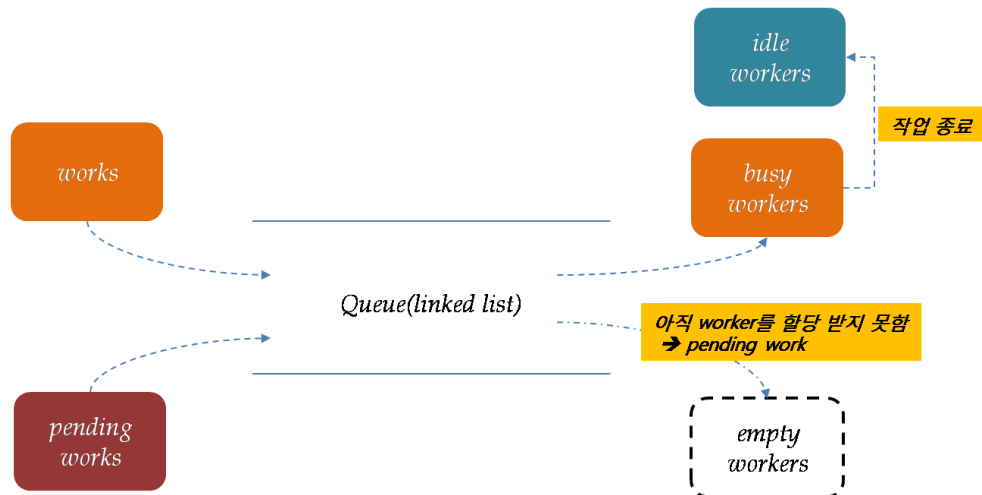 idle
workers
작업 종료
works
busy
workers
Queue(linked list)
아직 worker를 할당 받지 못함
➔ pending work
pending
works
empty
workers